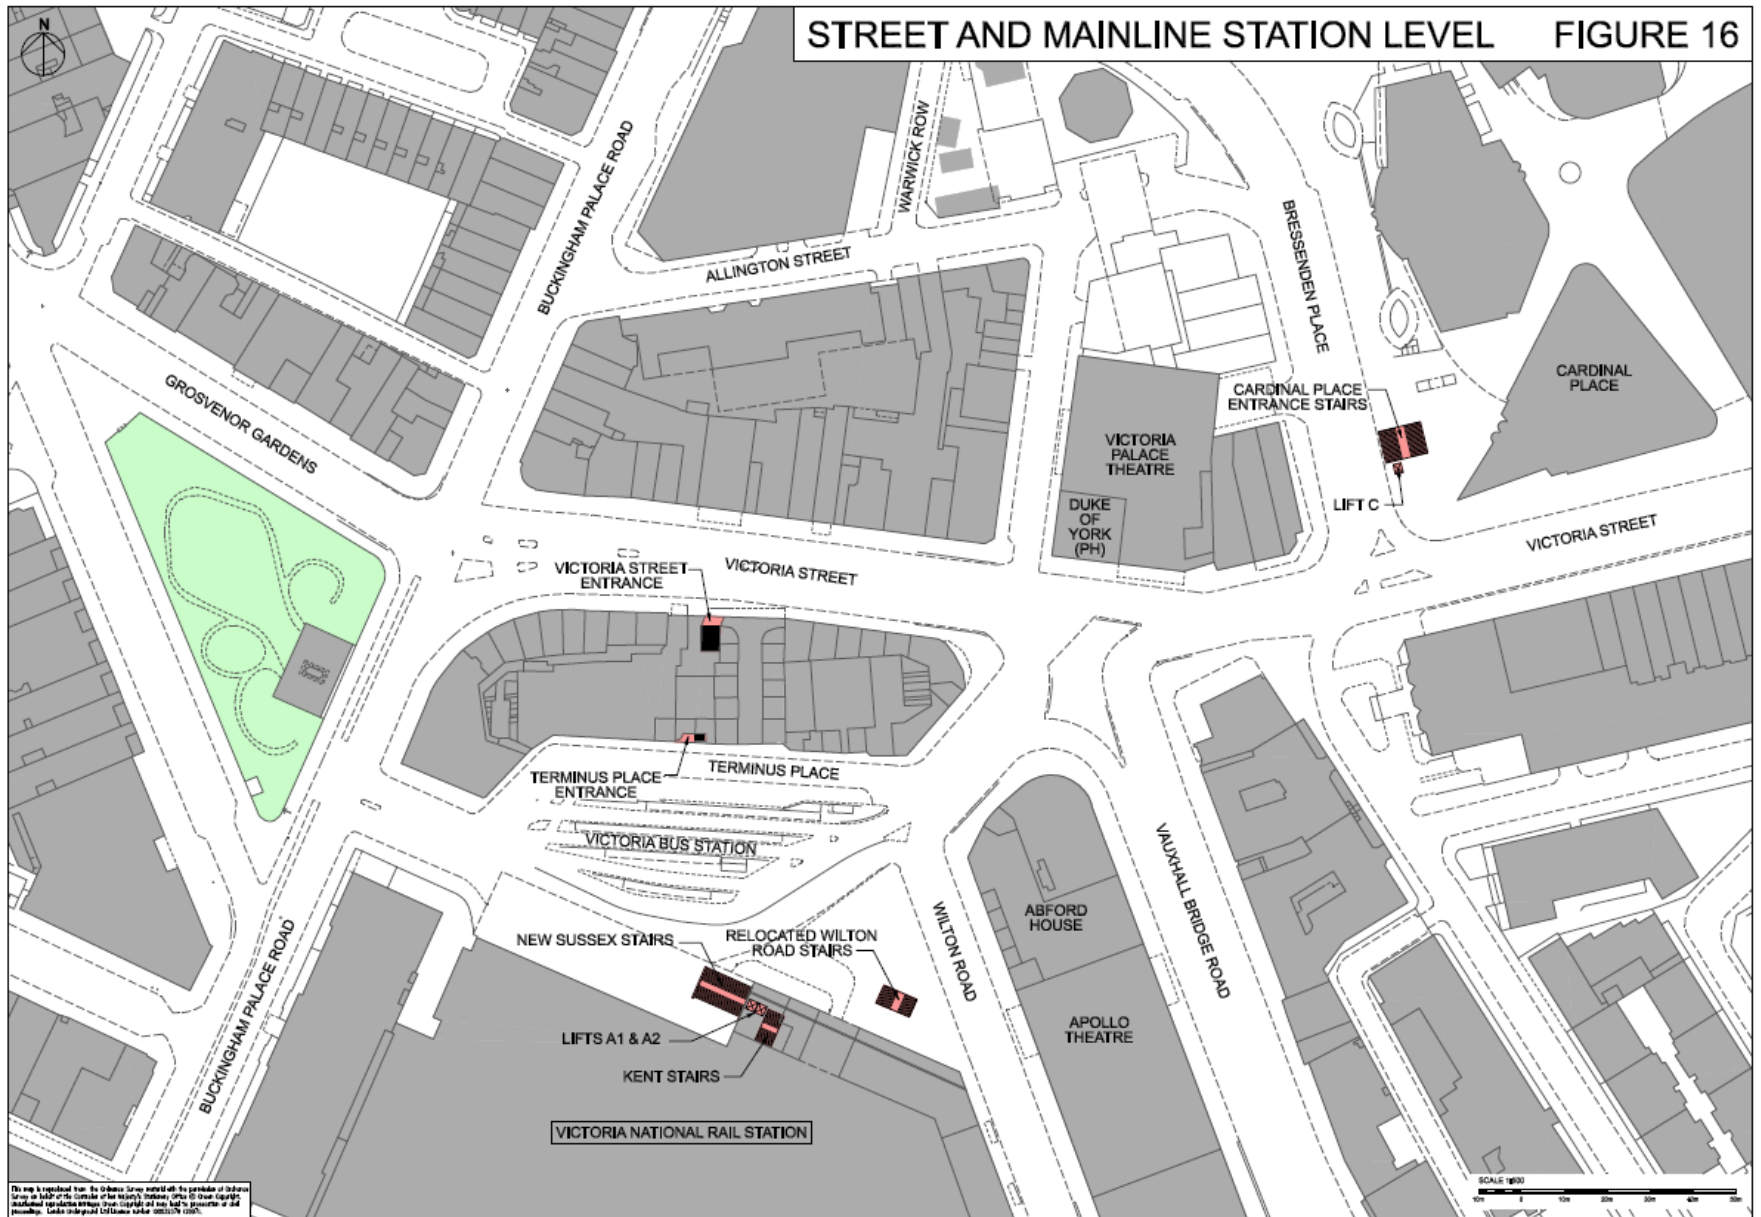 STREET AND MAINLINE STATION LEVEL FIGURE 16
N
WARWICK ROW
BUCKINGHAM PALACE ROAD
ALLINGTON STREET
BRESSENDEN PLACE
GROSVENOR GARDENS
CARDINAL
PLACE
CARDINAL PLACE
ENTRANCE STAIRS
VICTORIA
PALACE
THEATRE
LIFT C
DUKE
OF
YORK
(PH)
VICTORIA STREET
VICTORIA STREET
ENTRANCE
VICTORIA STREET
TERMINUS PLACE
ENTRANCE
TERMINUS PLACE
VICTORIA BUS STATION
VAUXHALL BRIDGE ROAD
ABFORD
HOUSE
WILTON ROAD
NEW SUSSEX STAIRS
RELOCATED WILTON
ROAD STAIRS
BUCKINGHAM PALACE ROAD
APOLLO
THEATRE
LIFTS A1 & A2
KENT STAIRS
VICTORIA NATIONAL RAIL STATION